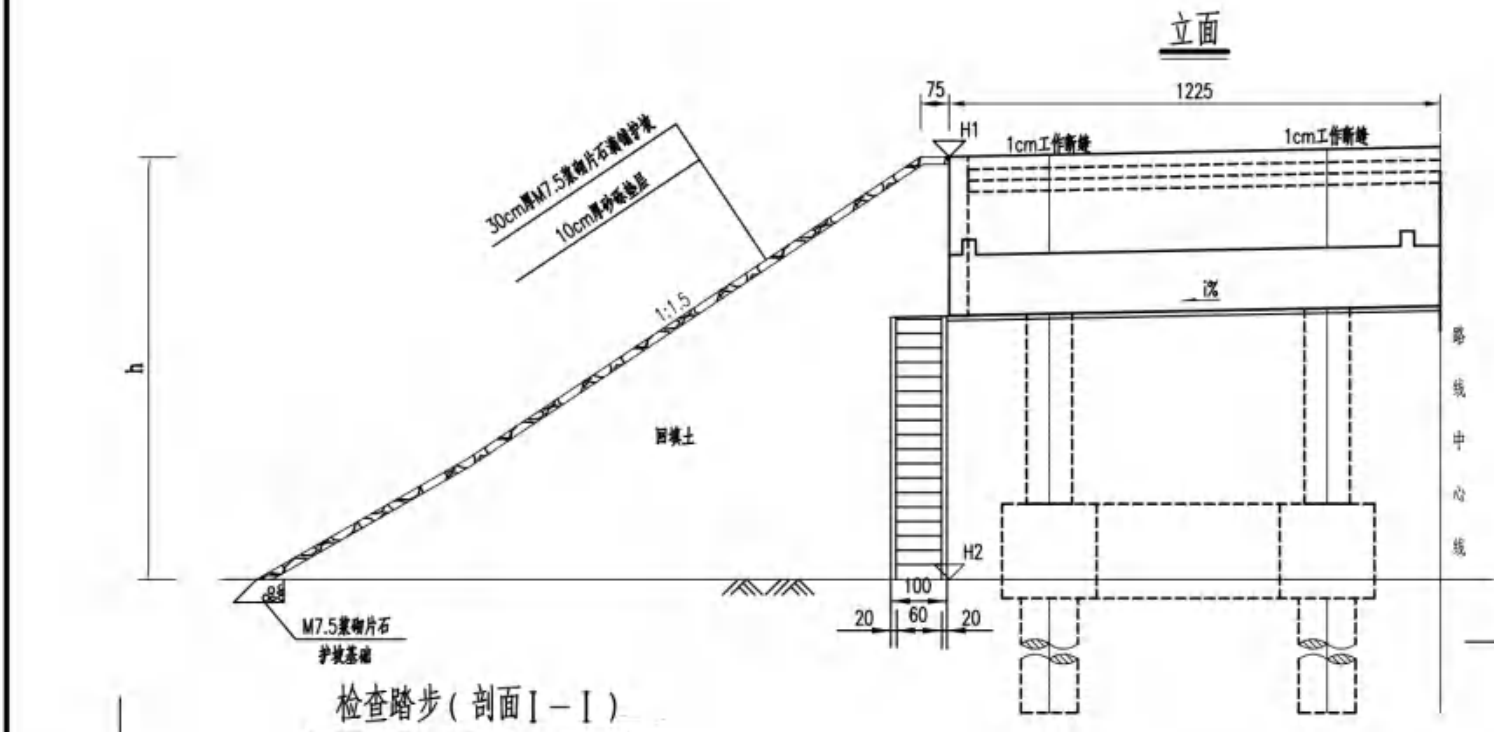 立面
75
1225
H1
1cm工作断缝
1cm工作断缝
30cm厚M7.5浆砌片石满铺护坡
10cm厚砂砾垫层
1:1.5
i%
h
回填土
路线中心线
H2
100
20
60
20
M7.5浆砌片石
护坡基础
检查踏步(剖面I-I)